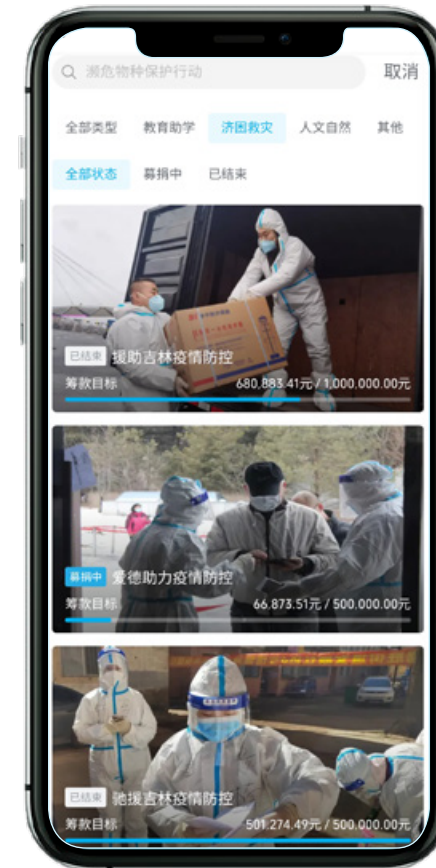 濒危物种保护行动 取消
全部类型 教育助学 济困救灾 人文自然 其他
全部状态 募捐中 已结束
已结束 援助吉林疫情防控
筹款目标 680,883.41元 / 1,000,000.00元
募捐中 爱德助力疫情防控
筹款目标 66,873.51元 / 500,000.00元
已结束 驰援吉林疫情防控
筹款目标 501,274.49元 / 500,000.00元